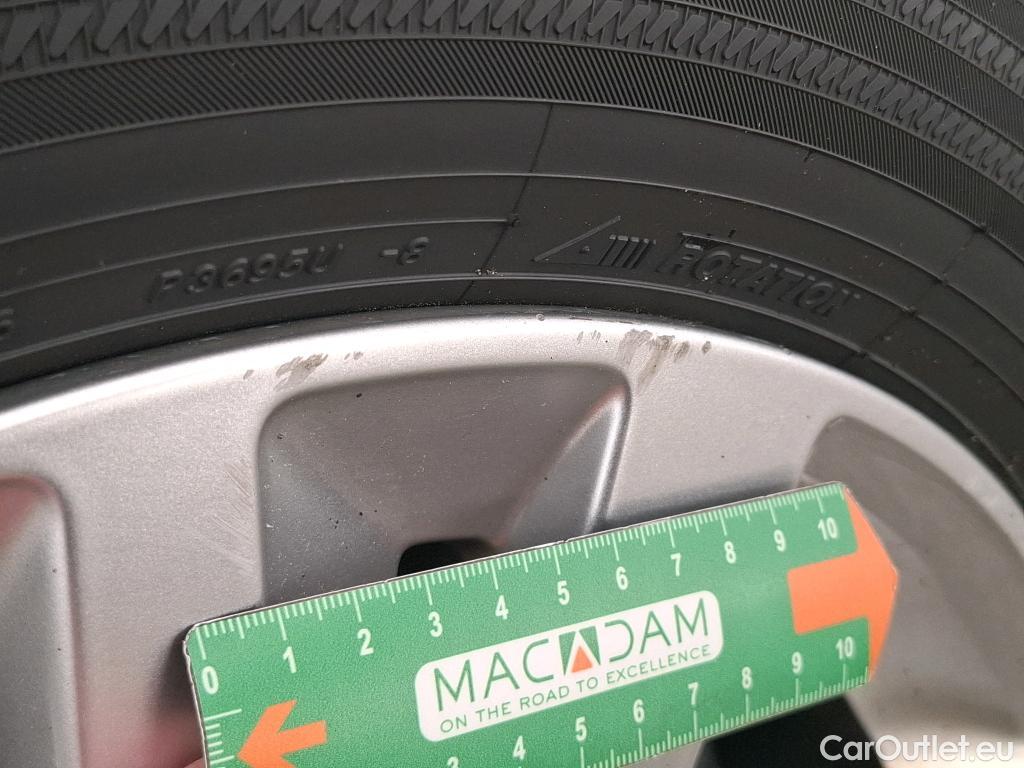 P3695U -8
ROTATION
0 1 2 3 4 5 6 7 8 9 10
MACADAM
ON THE ROAD TO EXCELLENCE
3 4 5 6 7 8 9 10
CarOutlet.eu